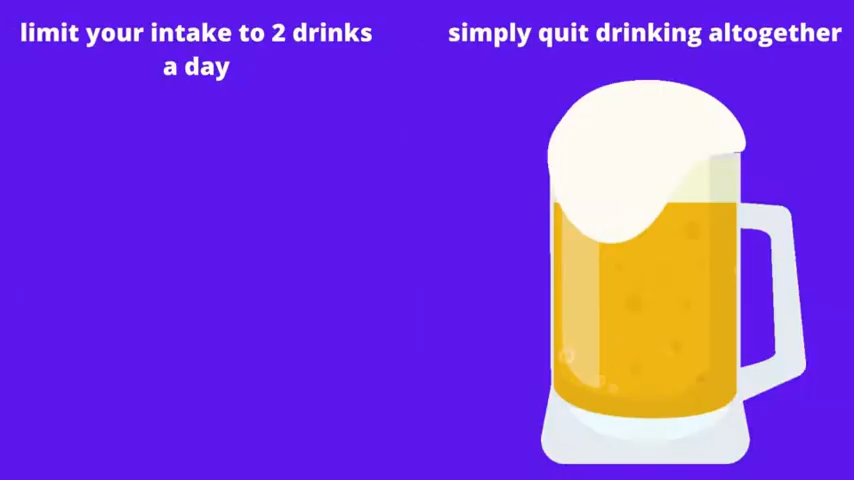 limit your intake to 2 drinks
a day
simply quit drinking altogether